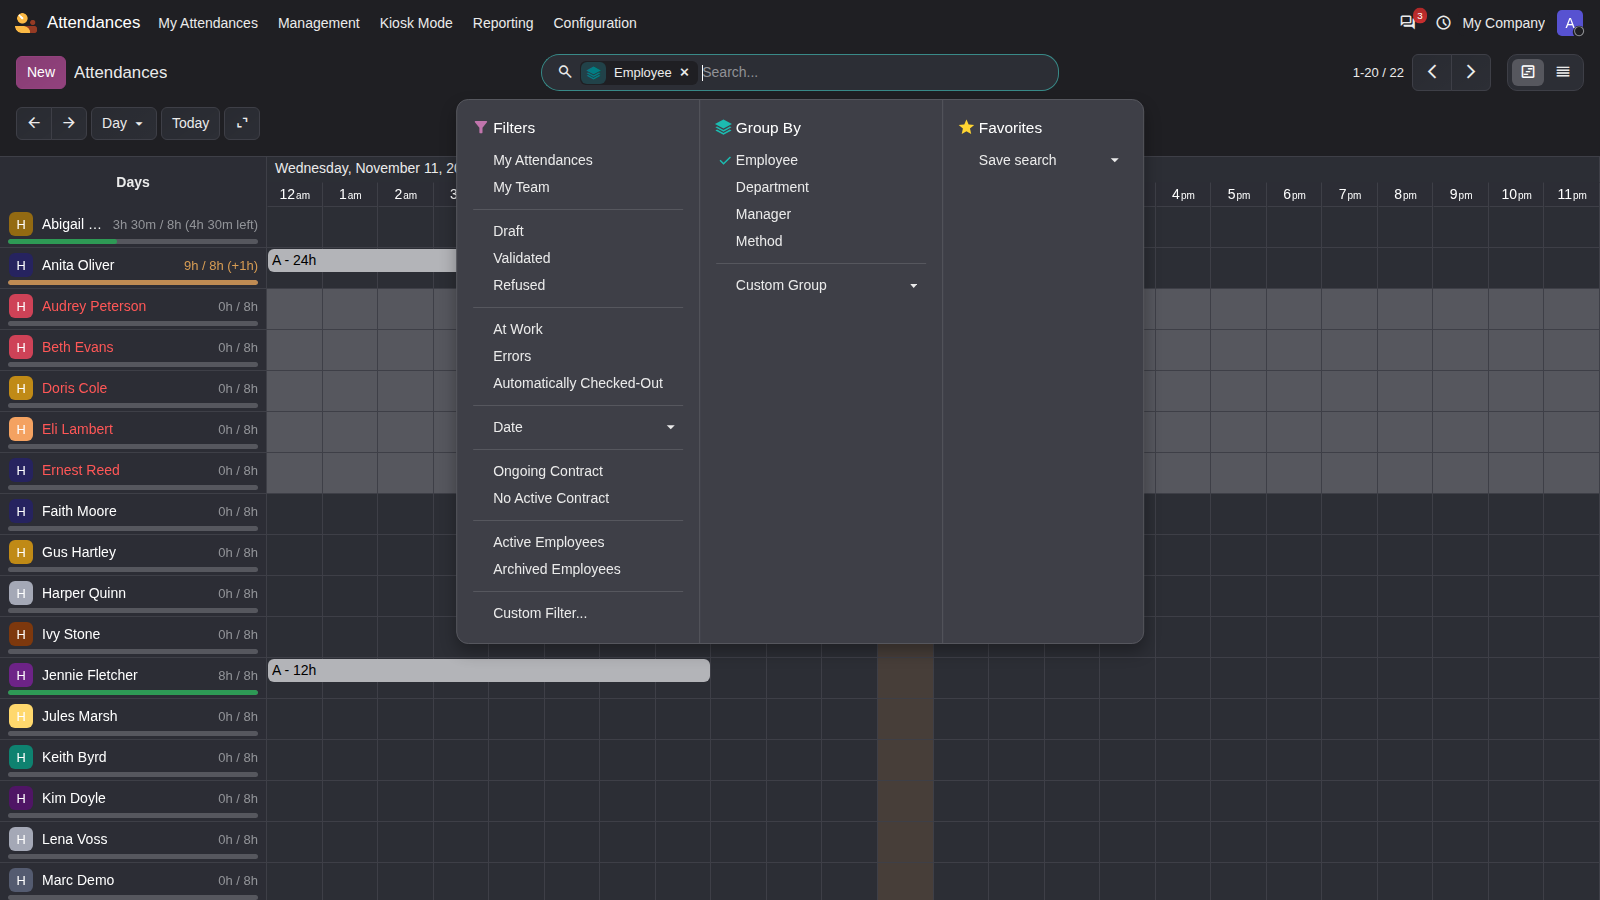 Attendances My Attendances Management Kiosk Mode Reporting Configuration 3 My Company A
New Attendances Employee Search... 1-20 / 22
Day Today
Filters
My Attendances
My Team
Draft
Validated
Refused
At Work
Errors
Automatically Checked-Out
Date
Ongoing Contract
No Active Contract
Active Employees
Archived Employees
Custom Filter...
Group By
Employee
Department
Manager
Method
Custom Group
Favorites
Save search
Days
Wednesday, November 11, 20
12am 1am 2am 3 4pm 5pm 6pm 7pm 8pm 9pm 10pm 11pm
H Abigail ... 3h 30m / 8h (4h 30m left)
H Anita Oliver 9h / 8h (+1h)
A - 24h
H Audrey Peterson 0h / 8h
H Beth Evans 0h / 8h
H Doris Cole 0h / 8h
H Eli Lambert 0h / 8h
H Ernest Reed 0h / 8h
H Faith Moore 0h / 8h
H Gus Hartley 0h / 8h
H Harper Quinn 0h / 8h
H Ivy Stone 0h / 8h
H Jennie Fletcher 8h / 8h
A - 12h
H Jules Marsh 0h / 8h
H Keith Byrd 0h / 8h
H Kim Doyle 0h / 8h
H Lena Voss 0h / 8h
H Marc Demo 0h / 8h